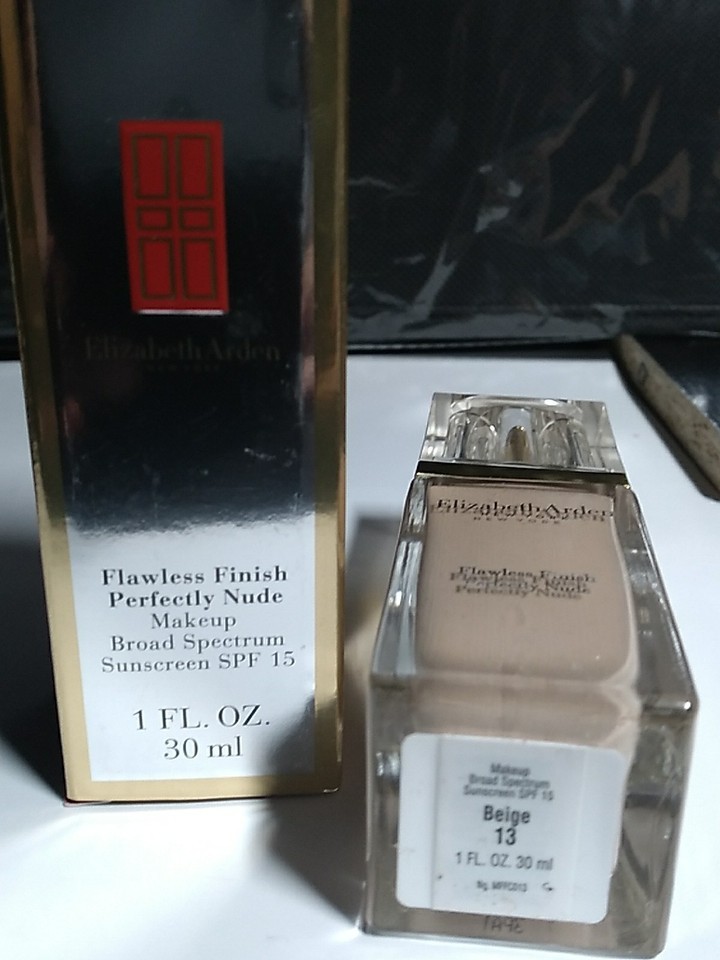 Elizabeth Arden
NEW YORK
Flawless Finish
Perfectly Nude
Makeup
Broad Spectrum
Sunscreen SPF 15
1 FL. OZ.
30 ml
Elizabeth Arden
NEW YORK
Flawless Finish
Perfectly Nude
Makeup
Broad Spectrum
Sunscreen SPF 15
Beige
13
1 FL. OZ. 30 ml